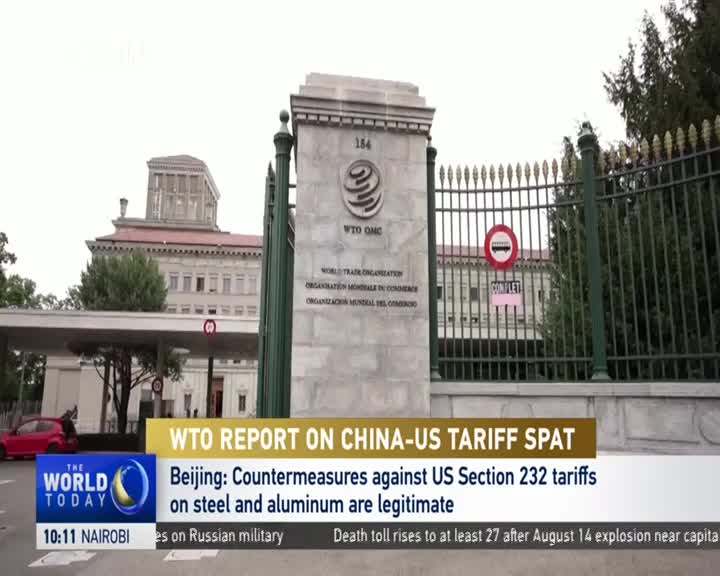 154
WTO OMC
WORLD TRADE ORGANIZATION
ORGANISATION MONDIALE DU COMMERCE
ORGANIZACIÓN MUNDIAL DEL COMERCIO
COMPLET
WTO REPORT ON CHINA-US TARIFF SPAT
Beijing: Countermeasures against US Section 232 tariffs
on steel and aluminum are legitimate
THE
WORLD
TODAY
10:11 NAIROBI
es on Russian military Death toll rises to at least 27 after August 14 explosion near capita